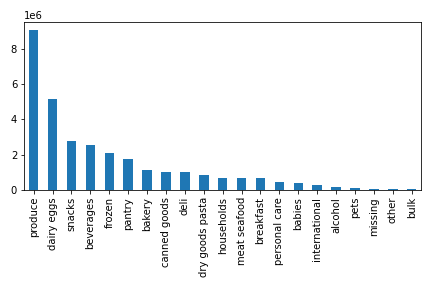 1e6
8
6
4
2
0
produce
dairy eggs
snacks
beverages
frozen
pantry
bakery
canned goods
deli
dry goods pasta
households
meat seafood
breakfast
personal care
babies
international
alcohol
pets
missing
other
bulk